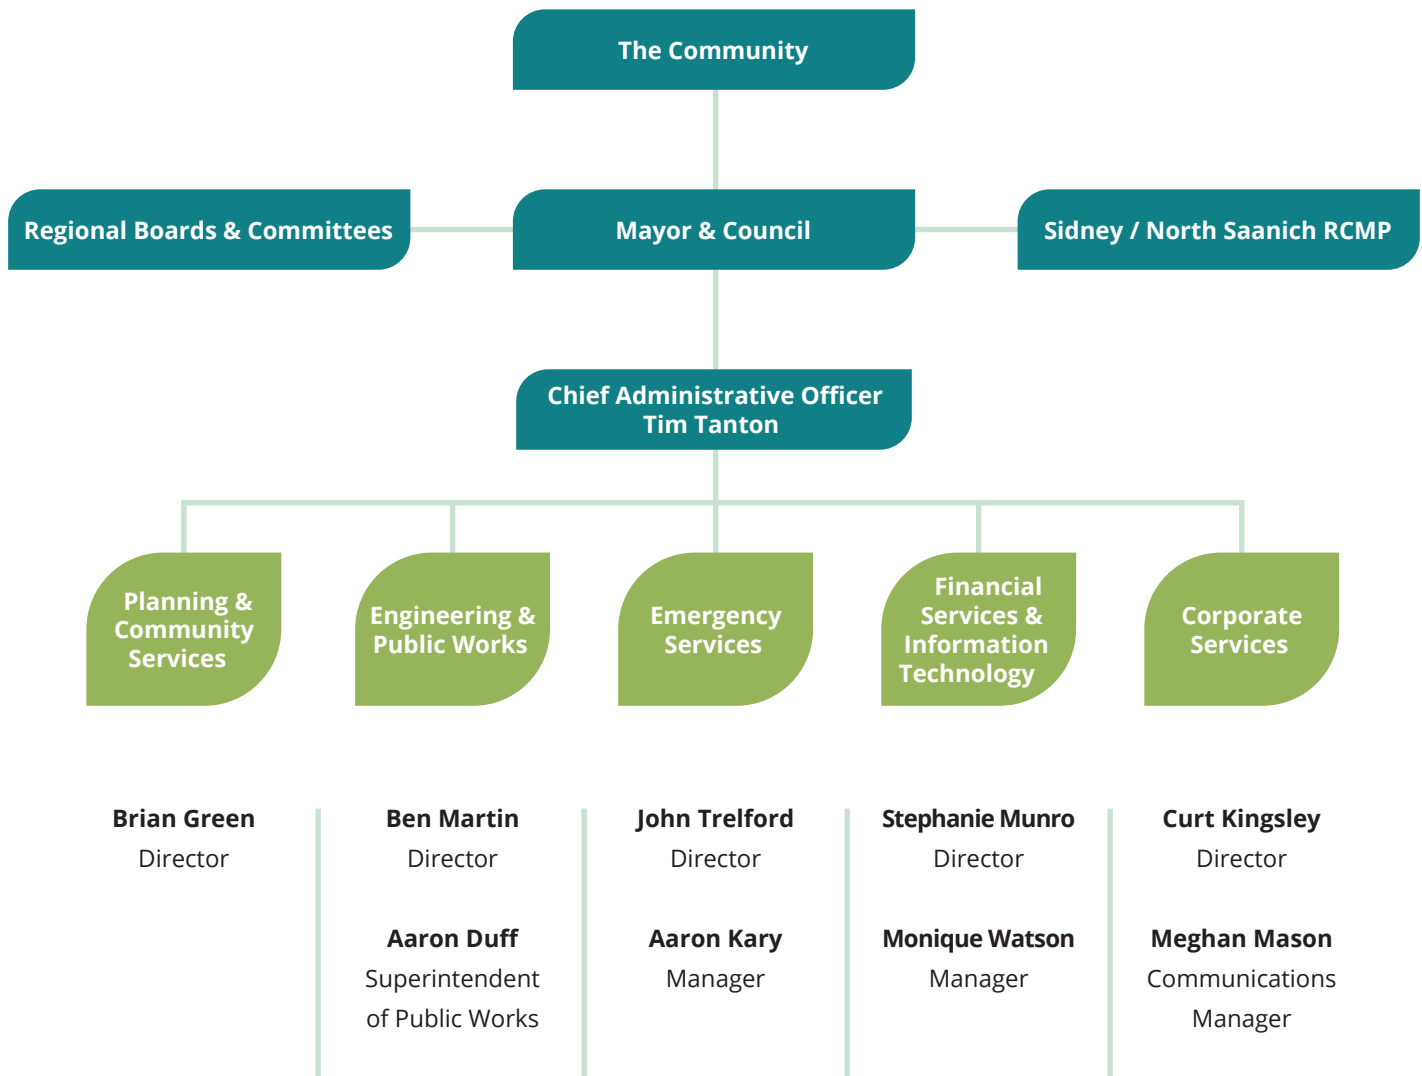 The Community
Regional Boards & Committees
Mayor & Council
Sidney / North Saanich RCMP
Chief Administrative Officer
Tim Tanton
Planning &
Community
Services
Engineering &
Public Works
Emergency
Services
Financial
Services &
Information
Technology
Corporate
Services
Brian Green
Director
Ben Martin
Director
Aaron Duff
Superintendent
of Public Works
John Trelford
Director
Aaron Kary
Manager
Stephanie Munro
Director
Monique Watson
Manager
Curt Kingsley
Director
Meghan Mason
Communications
Manager